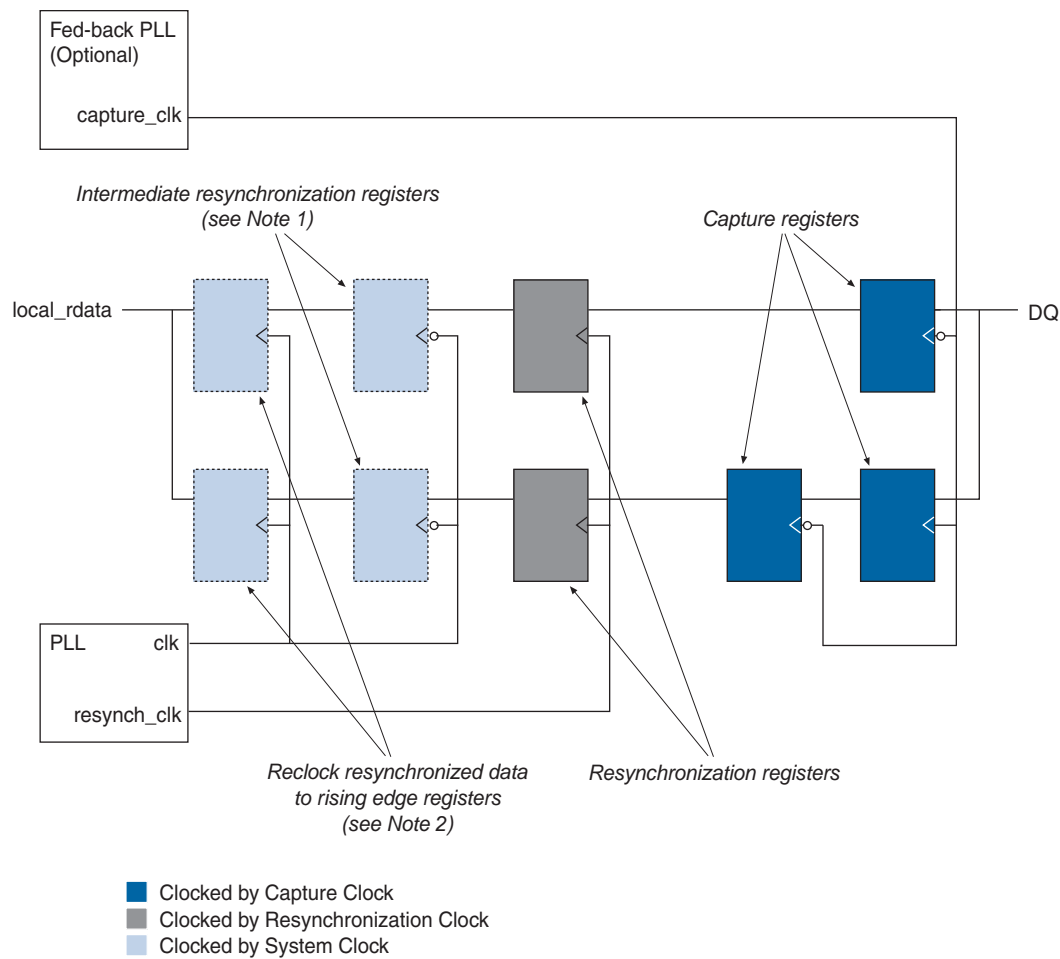 Fed-back PLL
(Optional)
capture_clk
Intermediate resynchronization registers
(see Note 1)
Capture registers
local_rdata
DQ
PLL
clk
resynch_clk
Reclock resynchronized data
to rising edge registers
(see Note 2)
Resynchronization registers
Clocked by Capture Clock
Clocked by Resynchronization Clock
Clocked by System Clock